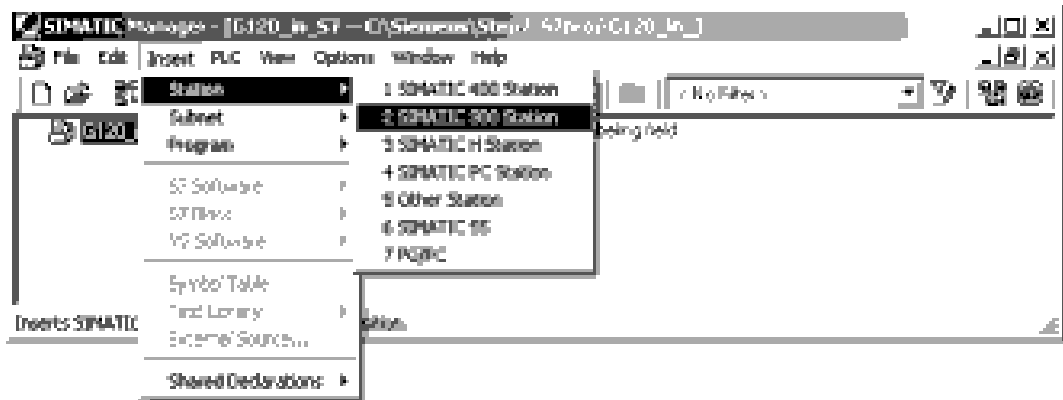 SIMATIC Manager - [G120_in_S7 -- C:\Siemens\Step7\S7proj\G120_in_]
File Edit Insert PLC View Options Window Help
Station
Subnet
Program
S7 Software
S7 Block
M7 Software
Symbol Table
Text Library
External Source...
Shared Declarations
1 SIMATIC 400 Station
2 SIMATIC 300 Station
3 SIMATIC H Station
4 SIMATIC PC Station
5 Other Station
6 SIMATIC S5
7 PG/PC
< No Filter >
G120_
Inserts SIMATIC